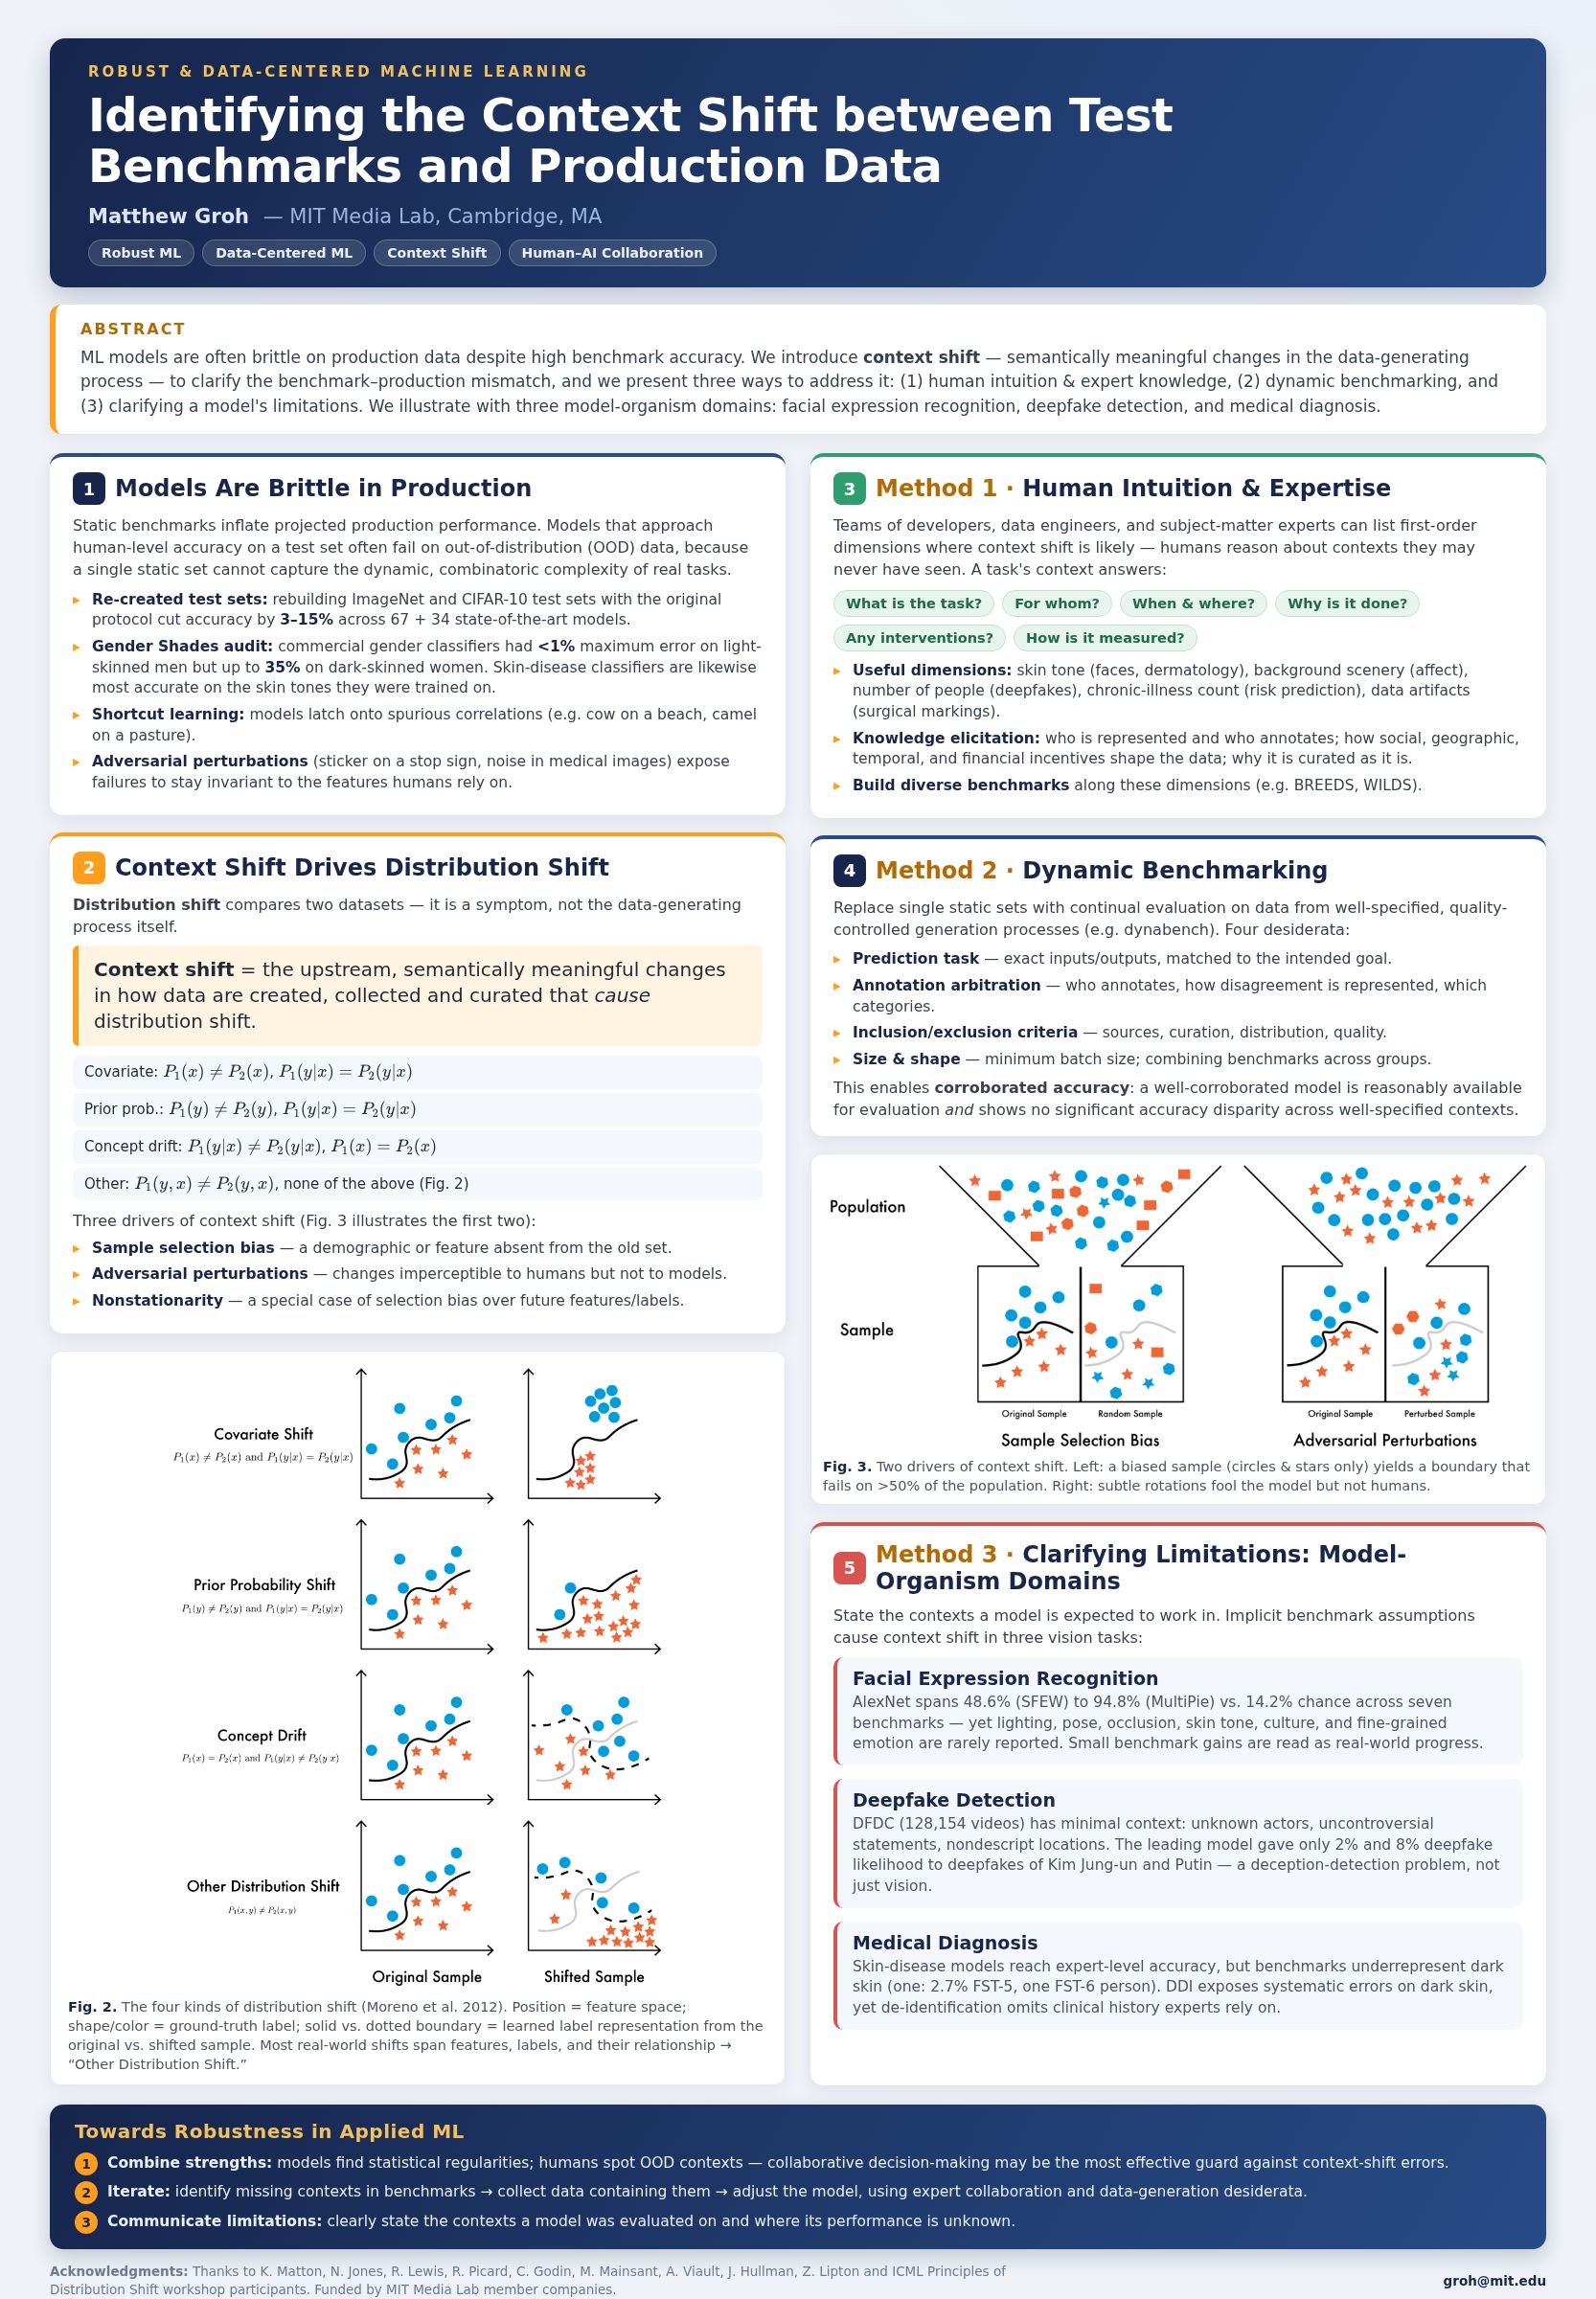 ROBUST & DATA-CENTERED MACHINE LEARNING
Identifying the Context Shift between Test
Benchmarks and Production Data
Matthew Groh — MIT Media Lab, Cambridge, MA
Robust ML
Data-Centered ML
Context Shift
Human–AI Collaboration
ABSTRACT
ML models are often brittle on production data despite high benchmark accuracy. We introduce context shift — semantically meaningful changes in the data-generating
process — to clarify the benchmark–production mismatch, and we present three ways to address it: (1) human intuition & expert knowledge, (2) dynamic benchmarking, and
(3) clarifying a model's limitations. We illustrate with three model-organism domains: facial expression recognition, deepfake detection, and medical diagnosis.
1 Models Are Brittle in Production
Static benchmarks inflate projected production performance. Models that approach
human-level accuracy on a test set often fail on out-of-distribution (OOD) data, because
a single static set cannot capture the dynamic, combinatoric complexity of real tasks.
▸ Re-created test sets: rebuilding ImageNet and CIFAR-10 test sets with the original
protocol cut accuracy by 3–15% across 67 + 34 state-of-the-art models.
▸ Gender Shades audit: commercial gender classifiers had <1% maximum error on light-
skinned men but up to 35% on dark-skinned women. Skin-disease classifiers are likewise
most accurate on the skin tones they were trained on.
▸ Shortcut learning: models latch onto spurious correlations (e.g. cow on a beach, camel
on a pasture).
▸ Adversarial perturbations (sticker on a stop sign, noise in medical images) expose
failures to stay invariant to the features humans rely on.
2 Context Shift Drives Distribution Shift
Distribution shift compares two datasets — it is a symptom, not the data-generating
process itself.
Context shift = the upstream, semantically meaningful changes
in how data are created, collected and curated that cause
distribution shift.
Covariate: P₁(x) ≠ P₂(x), P₁(y|x) = P₂(y|x)
Prior prob.: P₁(y) ≠ P₂(y), P₁(y|x) = P₂(y|x)
Concept drift: P₁(y|x) ≠ P₂(y|x), P₁(x) = P₂(x)
Other: P₁(y, x) ≠ P₂(y, x), none of the above (Fig. 2)
Three drivers of context shift (Fig. 3 illustrates the first two):
▸ Sample selection bias — a demographic or feature absent from the old set.
▸ Adversarial perturbations — changes imperceptible to humans but not to models.
▸ Nonstationarity — a special case of selection bias over future features/labels.
Covariate Shift
P₁(x) ≠ P₂(x) and P₁(y|x) = P₂(y|x)
Prior Probability Shift
P₁(y) ≠ P₂(y) and P₁(y|x) = P₂(y|x)
Concept Drift
P₁(x) = P₂(x) and P₁(y|x) ≠ P₂(y x)
Other Distribution Shift
P₁(x, y) ≠ P₂(x, y)
Original Sample
Shifted Sample
Fig. 2. The four kinds of distribution shift (Moreno et al. 2012). Position = feature space;
shape/color = ground-truth label; solid vs. dotted boundary = learned label representation from the
original vs. shifted sample. Most real-world shifts span features, labels, and their relationship →
“Other Distribution Shift.”
3 Method 1 · Human Intuition & Expertise
Teams of developers, data engineers, and subject-matter experts can list first-order
dimensions where context shift is likely — humans reason about contexts they may
never have seen. A task's context answers:
What is the task?
For whom?
When & where?
Why is it done?
Any interventions?
How is it measured?
▸ Useful dimensions: skin tone (faces, dermatology), background scenery (affect),
number of people (deepfakes), chronic-illness count (risk prediction), data artifacts
(surgical markings).
▸ Knowledge elicitation: who is represented and who annotates; how social, geographic,
temporal, and financial incentives shape the data; why it is curated as it is.
▸ Build diverse benchmarks along these dimensions (e.g. BREEDS, WILDS).
4 Method 2 · Dynamic Benchmarking
Replace single static sets with continual evaluation on data from well-specified, quality-
controlled generation processes (e.g. dynabench). Four desiderata:
▸ Prediction task — exact inputs/outputs, matched to the intended goal.
▸ Annotation arbitration — who annotates, how disagreement is represented, which
categories.
▸ Inclusion/exclusion criteria — sources, curation, distribution, quality.
▸ Size & shape — minimum batch size; combining benchmarks across groups.
This enables corroborated accuracy: a well-corroborated model is reasonably available
for evaluation and shows no significant accuracy disparity across well-specified contexts.
Population
Sample
Original Sample
Random Sample
Original Sample
Perturbed Sample
Sample Selection Bias
Adversarial Perturbations
Fig. 3. Two drivers of context shift. Left: a biased sample (circles & stars only) yields a boundary that
fails on >50% of the population. Right: subtle rotations fool the model but not humans.
5 Method 3 · Clarifying Limitations: Model-
Organism Domains
State the contexts a model is expected to work in. Implicit benchmark assumptions
cause context shift in three vision tasks:
Facial Expression Recognition
AlexNet spans 48.6% (SFEW) to 94.8% (MultiPie) vs. 14.2% chance across seven
benchmarks — yet lighting, pose, occlusion, skin tone, culture, and fine-grained
emotion are rarely reported. Small benchmark gains are read as real-world progress.
Deepfake Detection
DFDC (128,154 videos) has minimal context: unknown actors, uncontroversial
statements, nondescript locations. The leading model gave only 2% and 8% deepfake
likelihood to deepfakes of Kim Jung-un and Putin — a deception-detection problem, not
just vision.
Medical Diagnosis
Skin-disease models reach expert-level accuracy, but benchmarks underrepresent dark
skin (one: 2.7% FST-5, one FST-6 person). DDI exposes systematic errors on dark skin,
yet de-identification omits clinical history experts rely on.
Towards Robustness in Applied ML
1 Combine strengths: models find statistical regularities; humans spot OOD contexts — collaborative decision-making may be the most effective guard against context-shift errors.
2 Iterate: identify missing contexts in benchmarks → collect data containing them → adjust the model, using expert collaboration and data-generation desiderata.
3 Communicate limitations: clearly state the contexts a model was evaluated on and where its performance is unknown.
Acknowledgments: Thanks to K. Matton, N. Jones, R. Lewis, R. Picard, C. Godin, M. Mainsant, A. Viault, J. Hullman, Z. Lipton and ICML Principles of
Distribution Shift workshop participants. Funded by MIT Media Lab member companies.
groh@mit.edu